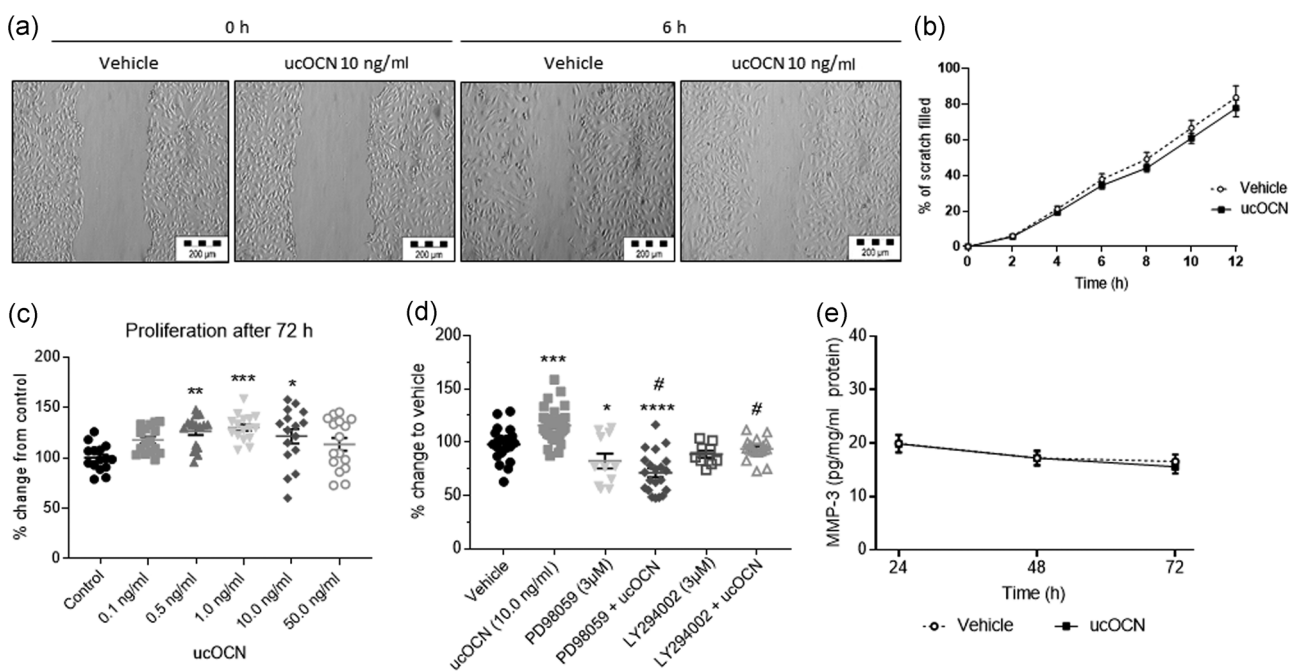 (a)
0 h
6 h
Vehicle
ucOCN 10 ng/ml
Vehicle
ucOCN 10 ng/ml
200 µm
200 µm
200 µm
200 µm
(b)
% of scratch filled
100
80
60
40
20
0
0 2 4 6 8 10 12
Time (h)
Vehicle
ucOCN
(c)
Proliferation after 72 h
% change from control
200
150
100
50
0
** *** *
Control
0.1 ng/ml
0.5 ng/ml
1.0 ng/ml
10.0 ng/ml
50.0 ng/ml
ucOCN
(d)
% change to vehicle
200
150
100
50
0
***
*
#
****
#
Vehicle
ucOCN (10.0 ng/ml)
PD98059 (3µM)
PD98059 + ucOCN
LY294002 (3µM)
LY294002 + ucOCN
(e)
MMP-3 (pg/mg/ml protein)
40
30
20
10
0
24 48 72
Time (h)
Vehicle ucOCN